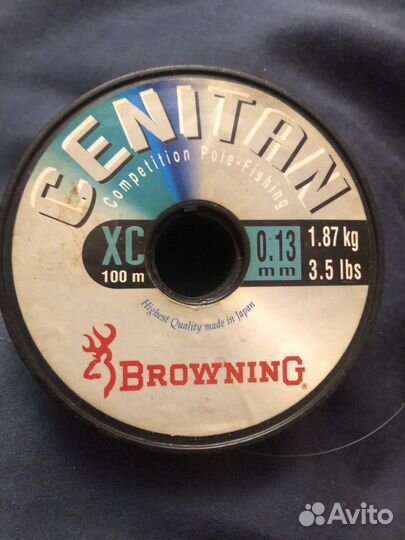 CENITAN
Competition Pole-Fishing
XC
100 m
0.13
mm
1.87 kg
3.5 lbs
Highest Quality made in Japan
BROWNING®
Avito